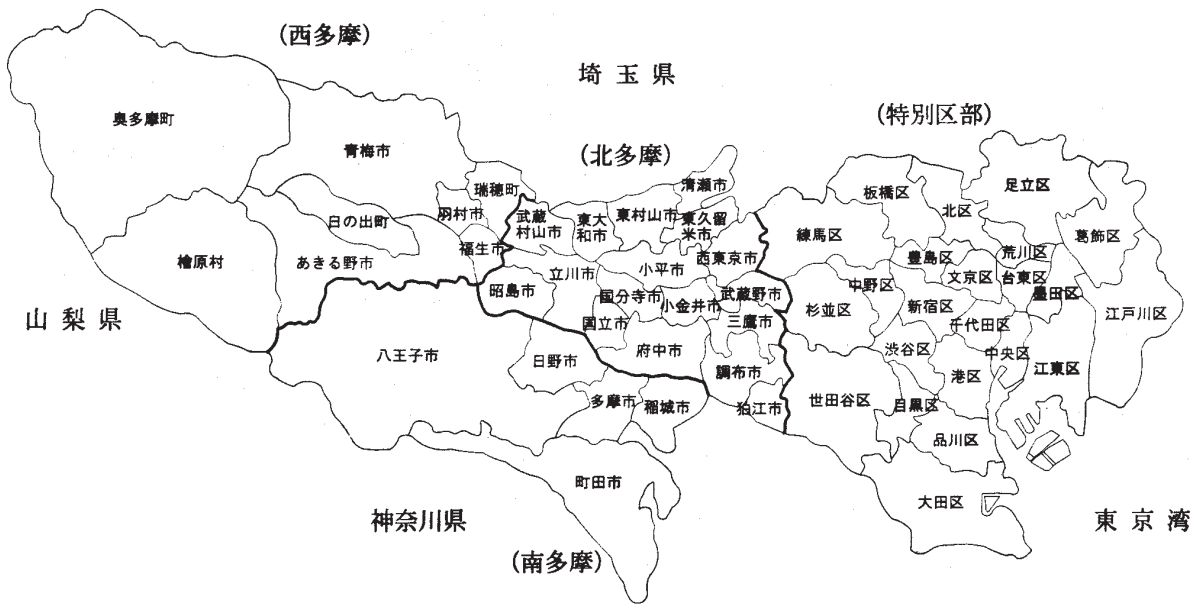 (西多摩)
埼玉県
(特別区部)
(北多摩)
奥多摩町
青梅市
瑞穂町
羽村市
日の出町
福生市
あきる野市
檜原村
山梨県
武蔵
村山市
東大
和市
東村山市
清瀬市
東久留
米市
西東京市
立川市
小平市
昭島市
国分寺市
小金井市
武蔵野市
国立市
三鷹市
府中市
調布市
狛江市
八王子市
日野市
多摩市
稲城市
町田市
神奈川県
(南多摩)
板橋区
北区
足立区
練馬区
豊島区
荒川区
葛飾区
文京区
台東区
墨田区
中野区
杉並区
新宿区
千代田区
江戸川区
渋谷区
中央区
港区
江東区
世田谷区
目黒区
品川区
大田区
東京湾